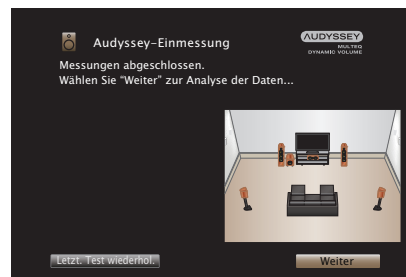 Audyssey-Einmessung
AUDYSSEY
MULTEQ
DYNAMIC VOLUME
Messungen abgeschlossen.
Wählen Sie “Weiter” zur Analyse der Daten...
Letzt. Test wiederhol.
Weiter